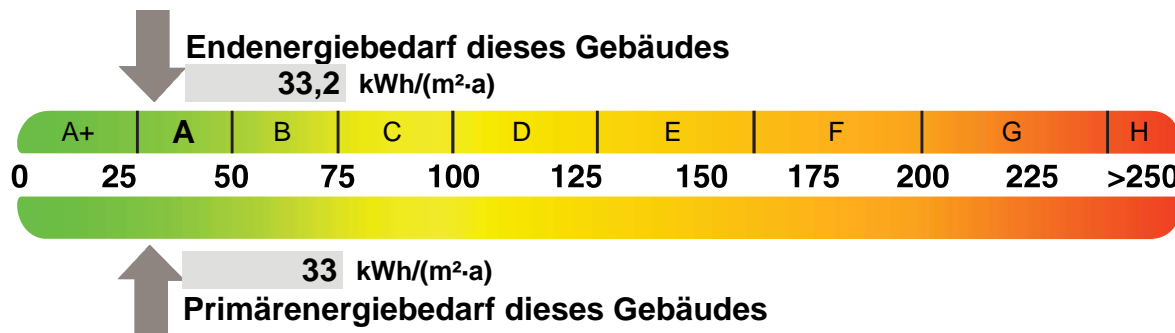 Endenergiebedarf dieses Gebäudes
33,2 kWh/(m²·a)
A+ A B C D E F G H
0 25 50 75 100 125 150 175 200 225 >250
33 kWh/(m²·a)
Primärenergiebedarf dieses Gebäudes